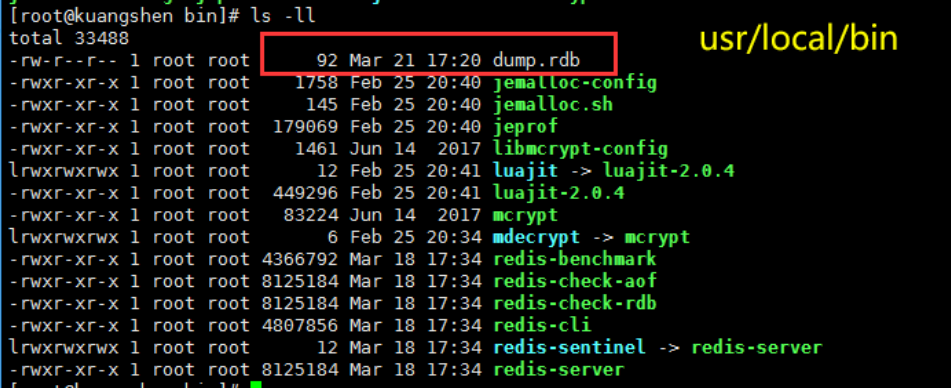 [root@kuangshen bin]# ls -ll
total 33488
usr/local/bin
-rw-r--r-- 1 root root 92 Mar 21 17:20 dump.rdb
-rwxr-xr-x 1 root root 1758 Feb 25 20:40 jemalloc-config
-rwxr-xr-x 1 root root 145 Feb 25 20:40 jemalloc.sh
-rwxr-xr-x 1 root root 179069 Feb 25 20:40 jeprof
-rwxr-xr-x 1 root root 1461 Jun 14 2017 libmcrypt-config
lrwxrwxrwx 1 root root 12 Feb 25 20:41 luajit -> luajit-2.0.4
-rwxr-xr-x 1 root root 449296 Feb 25 20:41 luajit-2.0.4
-rwxr-xr-x 1 root root 83224 Jun 14 2017 mcrypt
lrwxrwxrwx 1 root root 6 Feb 25 20:34 mdecrypt -> mcrypt
-rwxr-xr-x 1 root root 4366792 Mar 18 17:34 redis-benchmark
-rwxr-xr-x 1 root root 8125184 Mar 18 17:34 redis-check-aof
-rwxr-xr-x 1 root root 8125184 Mar 18 17:34 redis-check-rdb
-rwxr-xr-x 1 root root 4807856 Mar 18 17:34 redis-cli
lrwxrwxrwx 1 root root 12 Mar 18 17:34 redis-sentinel -> redis-server
-rwxr-xr-x 1 root root 8125184 Mar 18 17:34 redis-server
[root@kuangshen bin]#